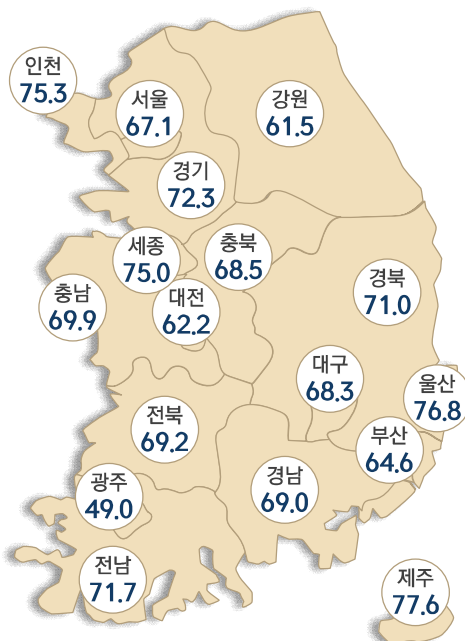 인천
75.3
서울
67.1
강원
61.5
경기
72.3
세종
75.0
충북
68.5
충남
69.9
대전
62.2
경북
71.0
대구
68.3
울산
76.8
전북
69.2
부산
64.6
광주
49.0
경남
69.0
전남
71.7
제주
77.6